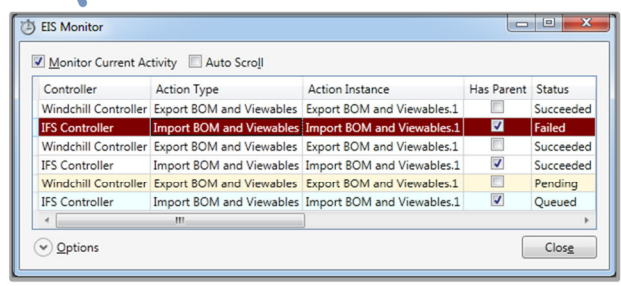 EIS Monitor
Monitor Current Activity Auto Scroll
Controller Action Type Action Instance Has Parent Status
Windchill Controller Export BOM and Viewables Export BOM and Viewables.1 Succeeded
IFS Controller Import BOM and Viewables Import BOM and Viewables.1 Failed
Windchill Controller Export BOM and Viewables Export BOM and Viewables.1 Succeeded
IFS Controller Import BOM and Viewables Import BOM and Viewables.1 Succeeded
Windchill Controller Export BOM and Viewables Export BOM and Viewables.1 Pending
IFS Controller Import BOM and Viewables Import BOM and Viewables.1 Queued
Options Close